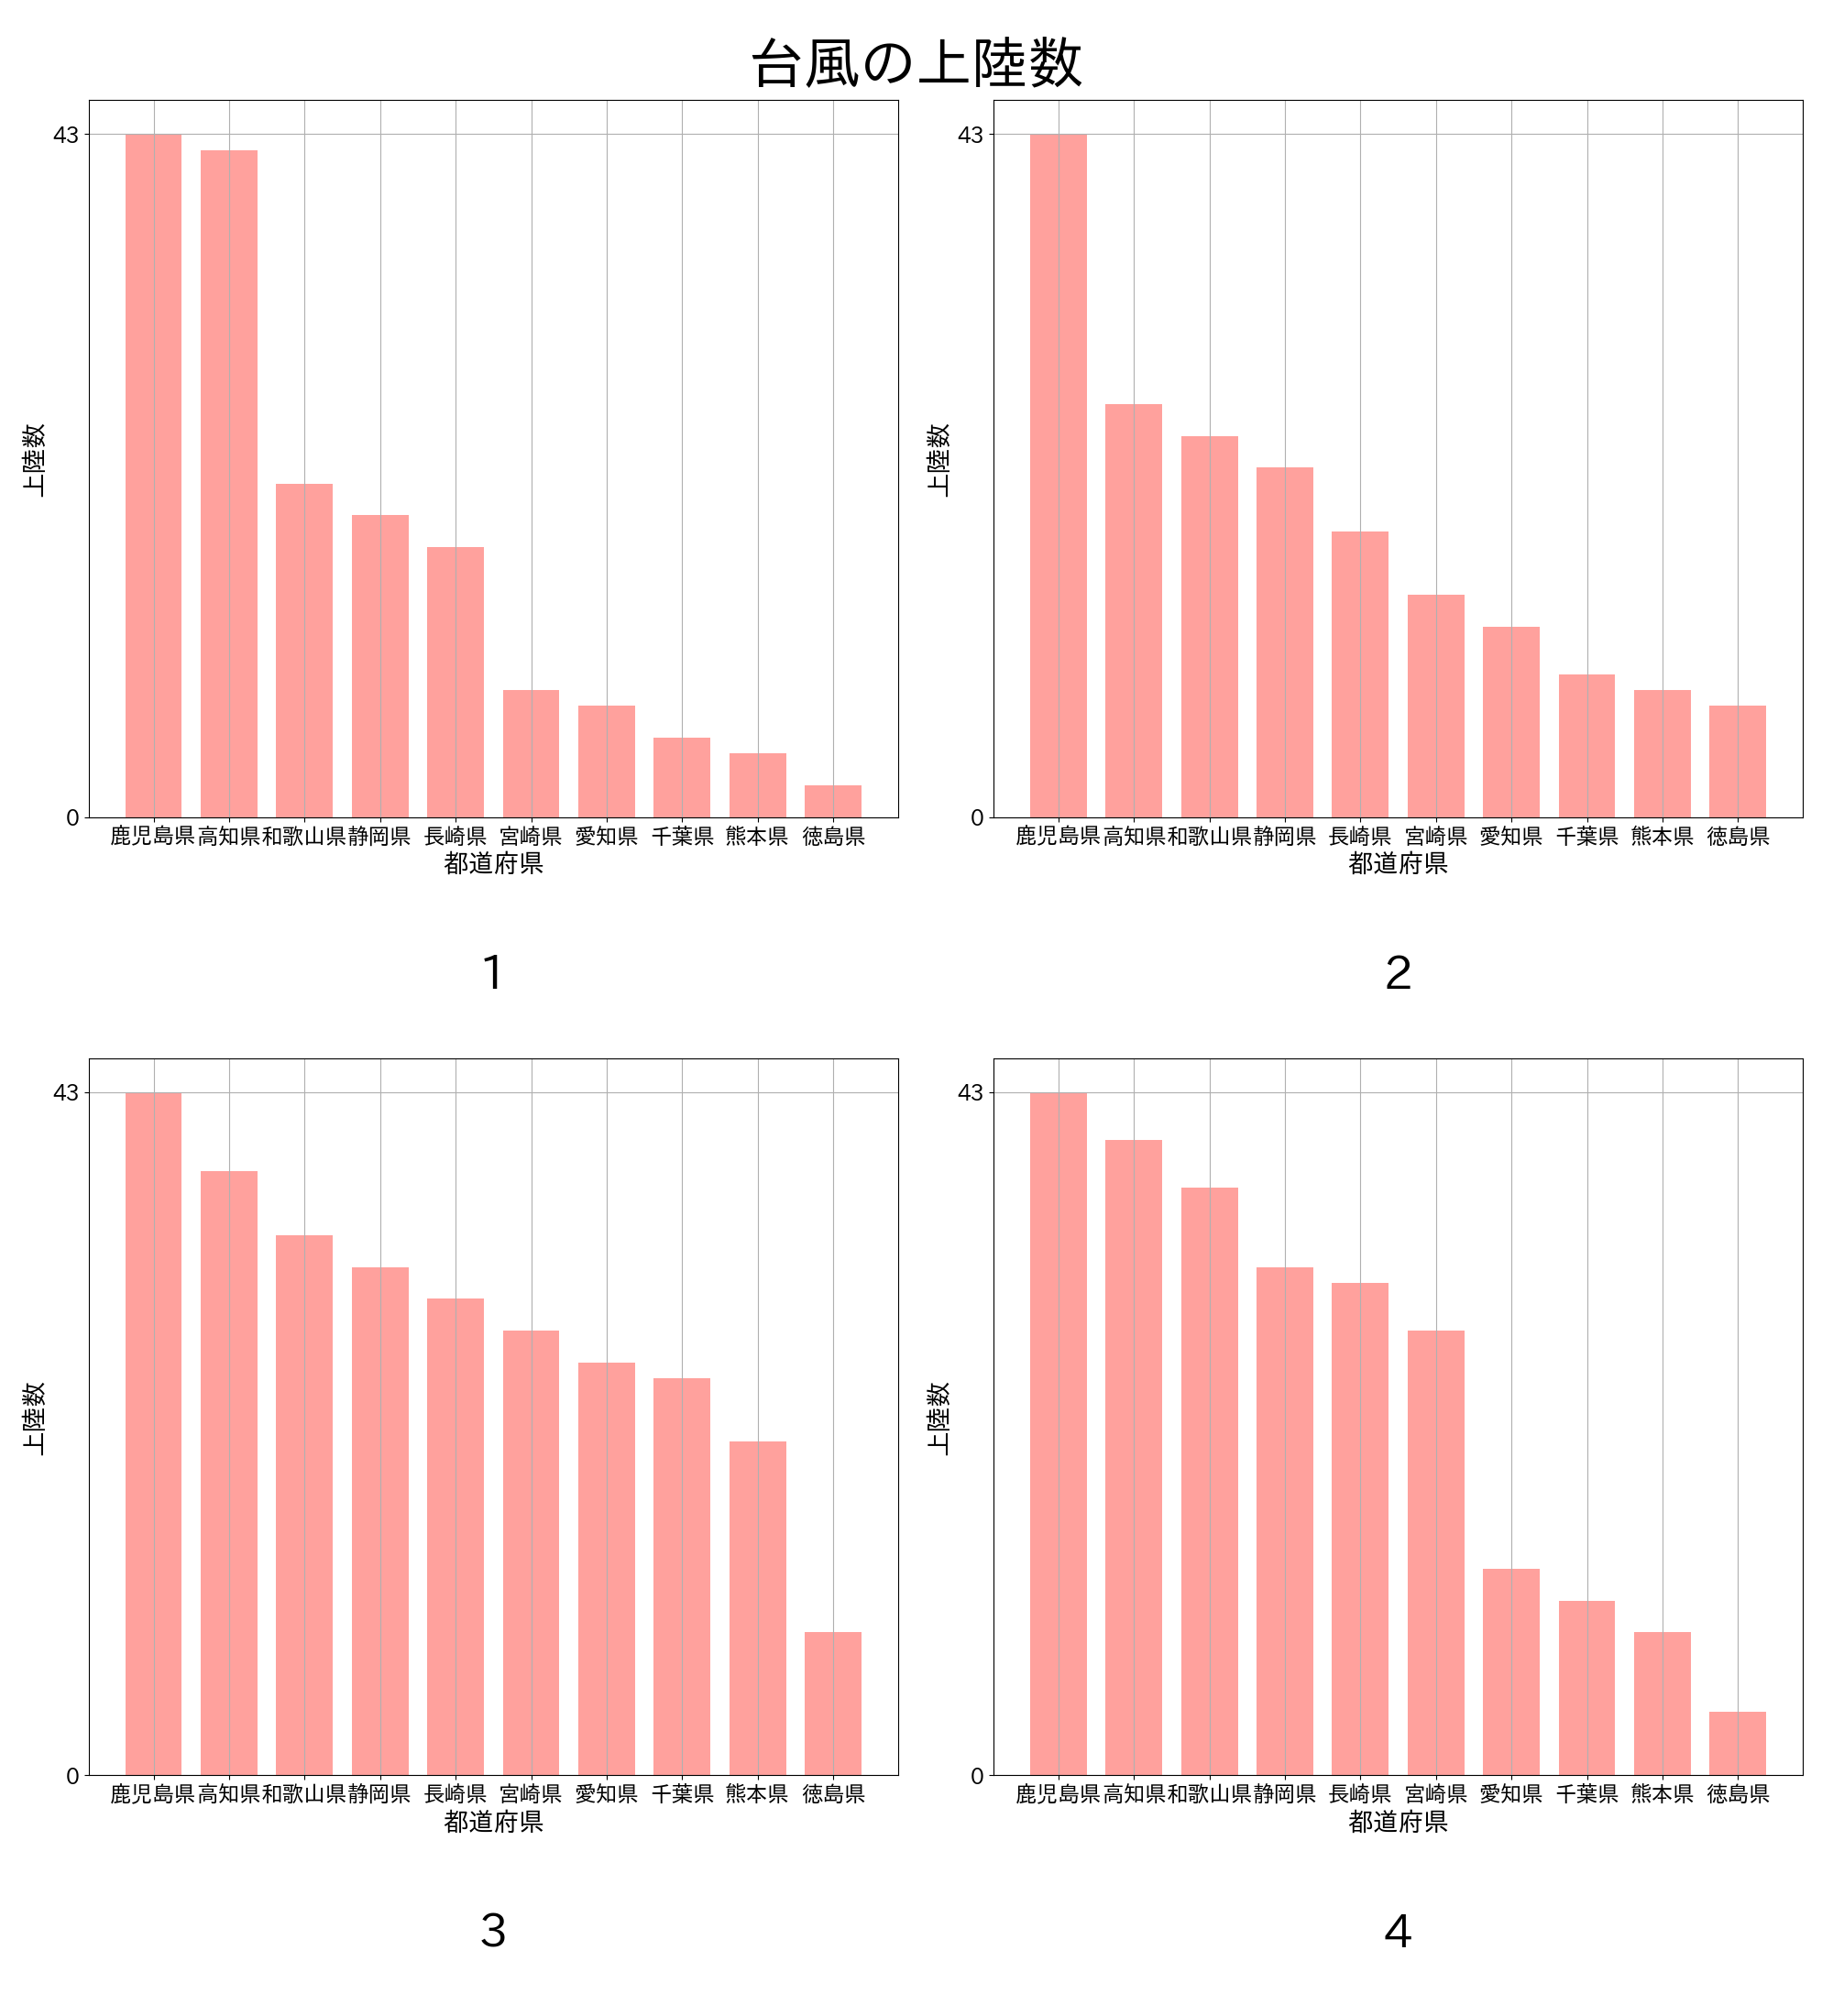 台風の上陸数
43
0
上陸数
鹿児島県 高知県 和歌山県 静岡県 長崎県 宮崎県 愛知県 千葉県 熊本県 徳島県
都道府県
1
43
0
上陸数
鹿児島県 高知県 和歌山県 静岡県 長崎県 宮崎県 愛知県 千葉県 熊本県 徳島県
都道府県
2
43
0
上陸数
鹿児島県 高知県 和歌山県 静岡県 長崎県 宮崎県 愛知県 千葉県 熊本県 徳島県
都道府県
3
43
0
上陸数
鹿児島県 高知県 和歌山県 静岡県 長崎県 宮崎県 愛知県 千葉県 熊本県 徳島県
都道府県
4